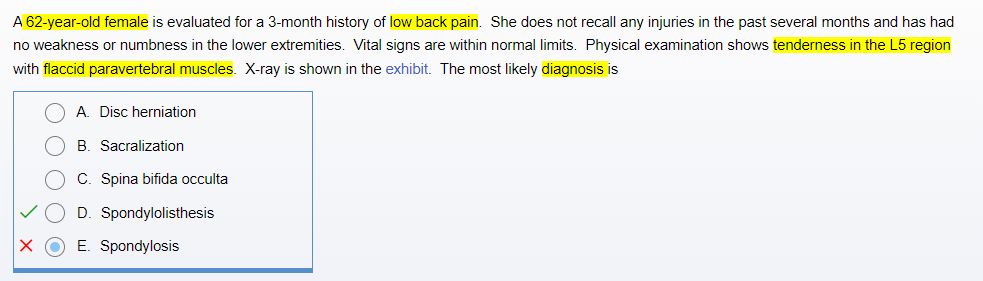 A 62-year-old female is evaluated for a 3-month history of low back pain.  She does not recall any injuries in the past several months and has had
no weakness or numbness in the lower extremities.  Vital signs are within normal limits.  Physical examination shows tenderness in the L5 region
with flaccid paravertebral muscles.  X-ray is shown in the exhibit.  The most likely diagnosis is
A. Disc herniation
B. Sacralization
C. Spina bifida occulta
D. Spondylolisthesis
E. Spondylosis